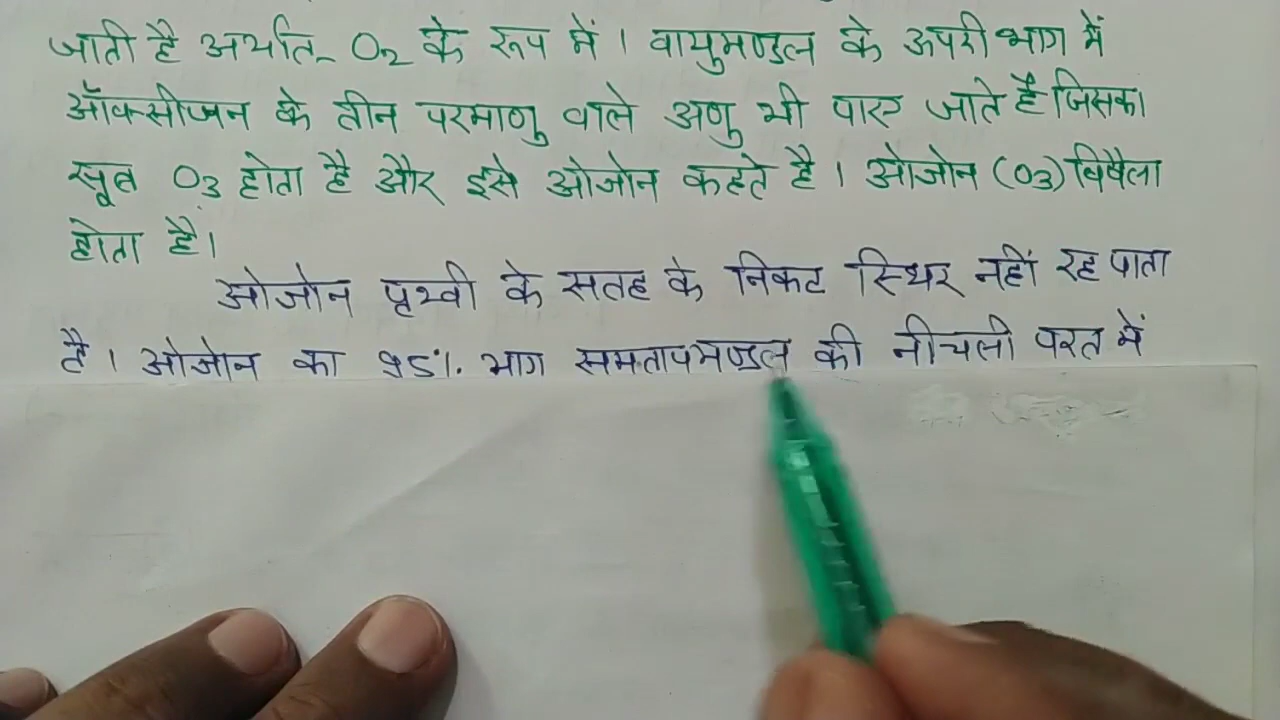 जाती है अर्थात- O₂ के रूप में। वायुमण्डल के ऊपरी भाग में
ऑक्सीजन के तीन परमाणु वाले अणु भी पाए जाते है जिसका
सूत्र O₃ होता है और इसे ओजोन कहते है। ओजोन (O₃) विषैला
होता है।
ओजोन पृथ्वी के सतह के निकट स्थिर नहीं रह पाता
है। ओजोन का 95% भाग समतापमण्डल की नीचली परत में